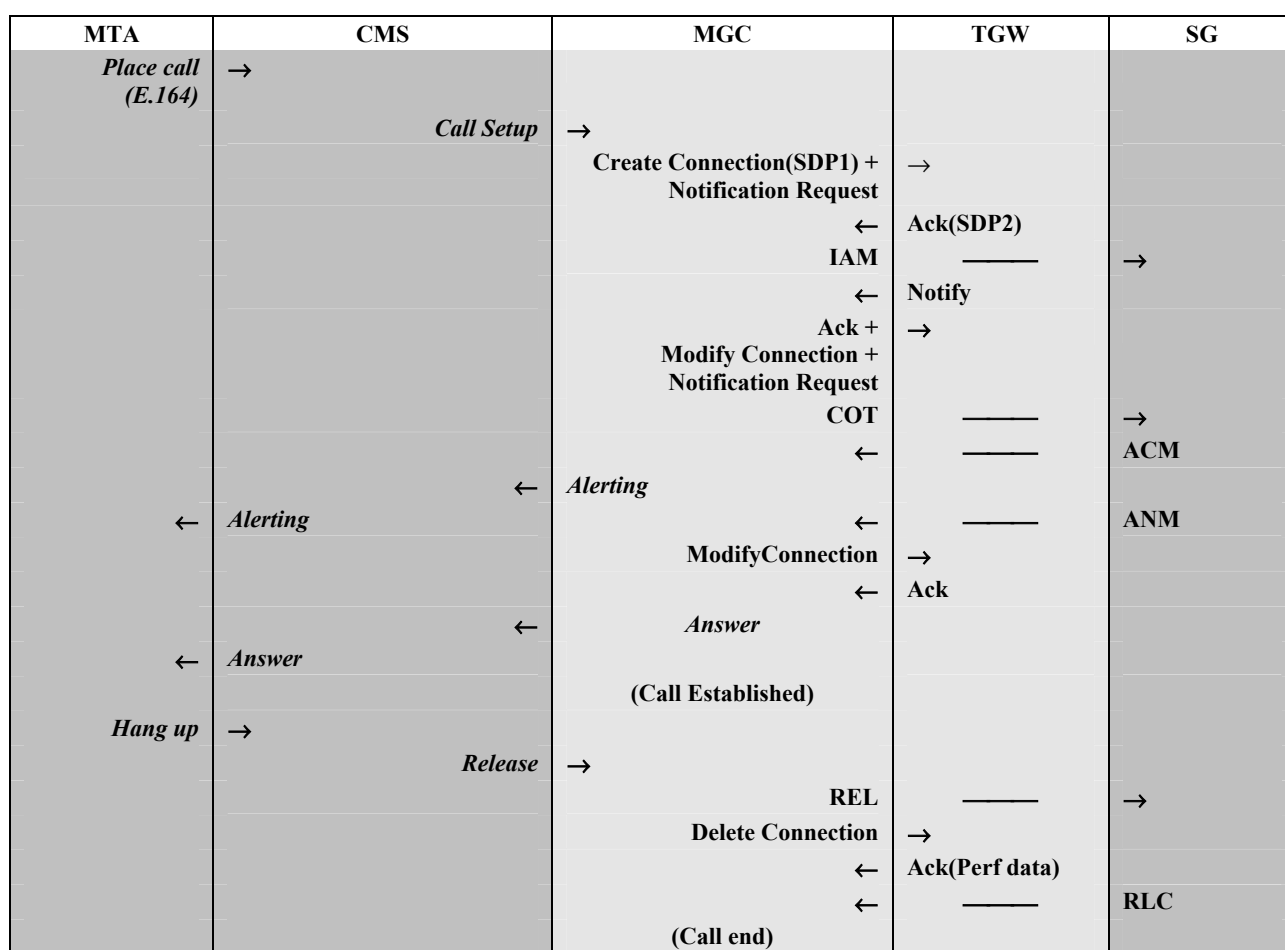 MTA CMS MGC TGW SG
Place call →
(E.164)
Call Setup →
Create Connection(SDP1) + →
Notification Request
← Ack(SDP2)
IAM ——— →
← Notify
Ack + →
Modify Connection +
Notification Request
COT ——— →
← ——— ACM
← Alerting
← Alerting ← ——— ANM
ModifyConnection →
← Ack
← Answer
← Answer
(Call Established)
Hang up →
Release →
REL ——— →
Delete Connection →
← Ack(Perf data)
← ——— RLC
(Call end)